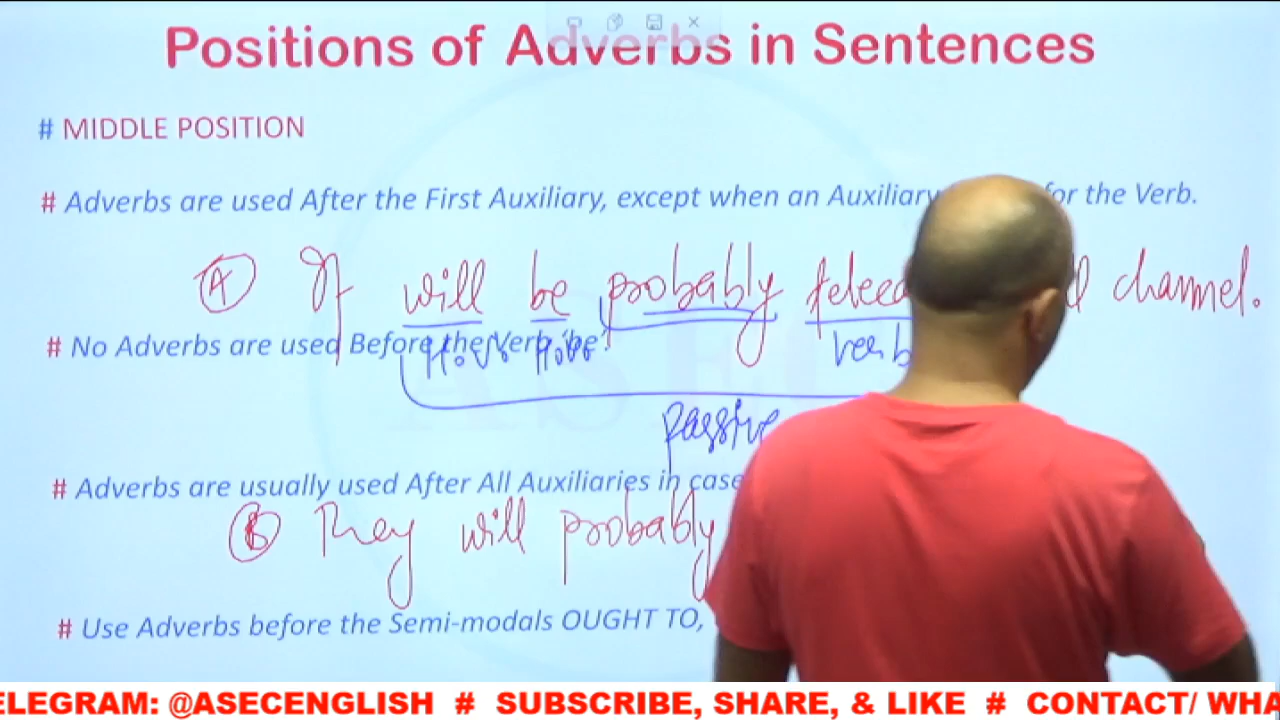 Positions of Adverbs in Sentences
# MIDDLE POSITION
# Adverbs are used After the First Auxiliary, except when an Auxiliary for the Verb.
(A) It will be probably channel.
# No Adverbs are used Before the Verb 'be'.
H.V. H.V. verb
passive
# Adverbs are usually used After All Auxiliaries in case
(B) They will probably
# Use Adverbs before the Semi-modals OUGHT TO,
ELEGRAM: @ASECENGLISH # SUBSCRIBE, SHARE, & LIKE # CONTACT/ WHA